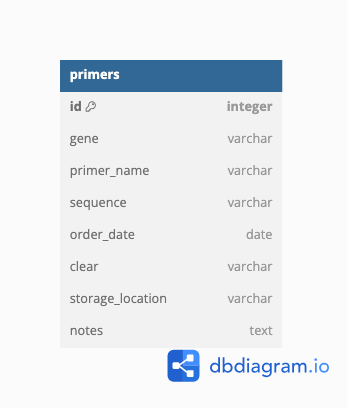 primers
id integer
gene varchar
primer_name varchar
sequence varchar
order_date date
clear varchar
storage_location varchar
notes text
dbdiagram.io